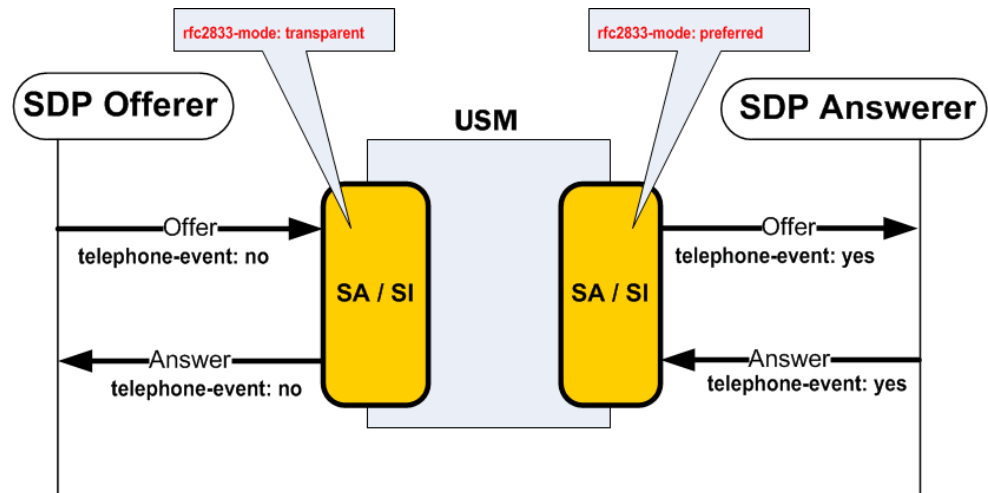 rfc2833-mode: transparent
rfc2833-mode: preferred
SDP Offerer
SDP Answerer
USM
Offer
telephone-event: no
Offer
telephone-event: yes
SA / SI
SA / SI
Answer
telephone-event: no
Answer
telephone-event: yes